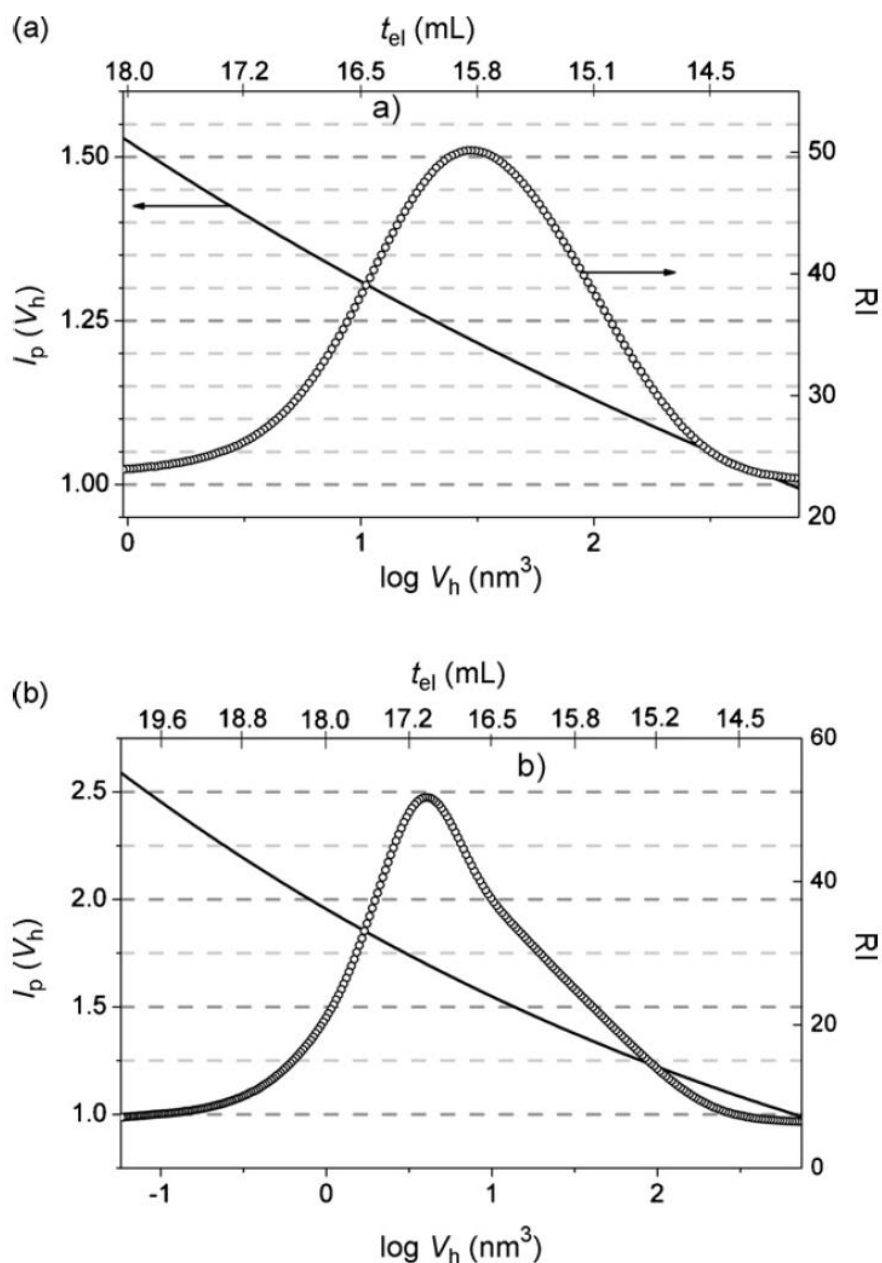 (a)
t_el (mL)
18.0 17.2 16.5 15.8 15.1 14.5
a)
1.50
1.25
1.00
I_p (V_h)
50
40
30
20
RI
0 1 2
log V_h (nm³)
(b)
t_el (mL)
19.6 18.8 18.0 17.2 16.5 15.8 15.2 14.5
b)
2.5
2.0
1.5
1.0
I_p (V_h)
60
40
20
0
RI
-1 0 1 2
log V_h (nm³)